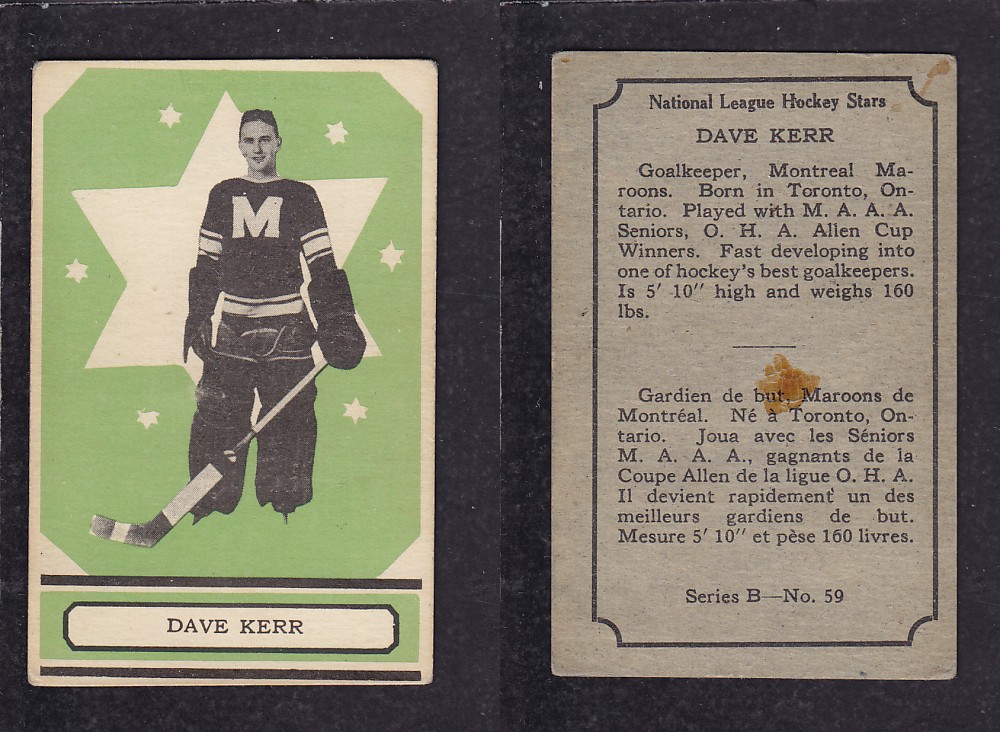 M
DAVE KERR
National League Hockey Stars
DAVE KERR
Goalkeeper, Montreal Ma-
roons. Born in Toronto, On-
tario. Played with M. A. A. A.
Seniors, O. H. A. Allen Cup
Winners. Fast developing into
one of hockey's best goalkeepers.
Is 5′ 10″ high and weighs 160
lbs.
Gardien de but, Maroons de
Montréal. Né à Toronto, On-
tario. Joua avec les Séniors
M. A. A. A., gagnants de la
Coupe Allen de la ligue O. H. A.
Il devient rapidement un des
meilleurs gardiens de but.
Mesure 5′ 10″ et pèse 160 livres.
Series B—No. 59